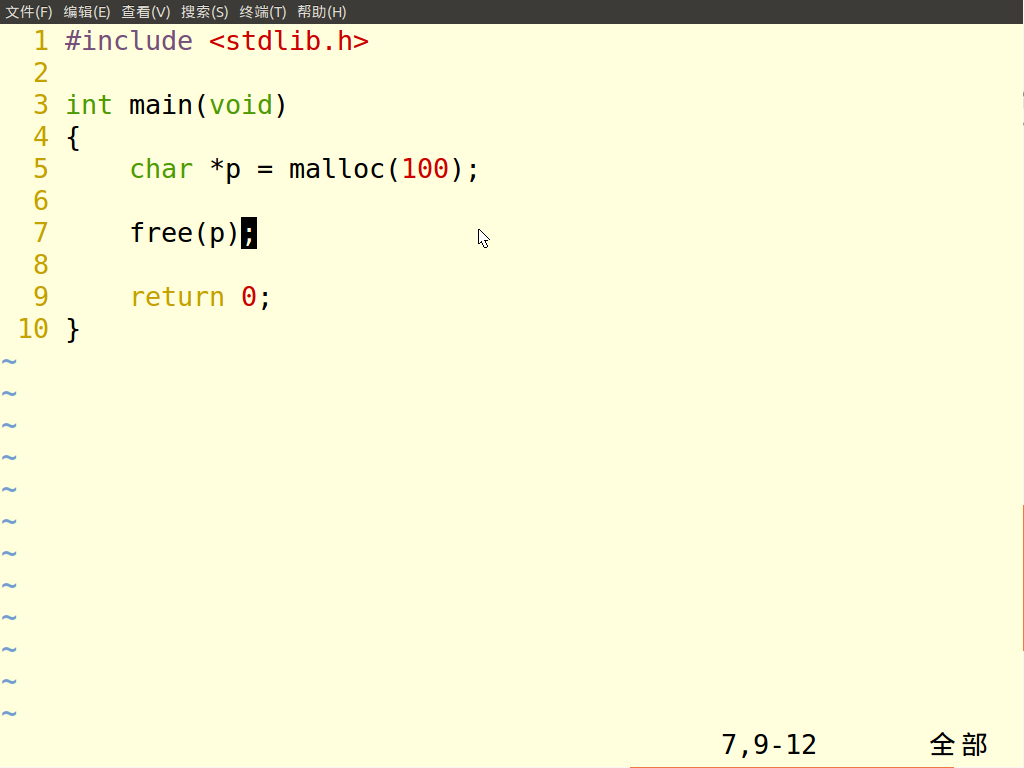 文件(F) 编辑(E) 查看(V) 搜索(S) 终端(T) 帮助(H)
1 #include <stdlib.h>
2
3 int main(void)
4 {
5     char *p = malloc(100);
6
7     free(p);
8
9     return 0;
10 }
~
~
~
~
~
~
~
~
~
~
~
~
7,9-12 全部